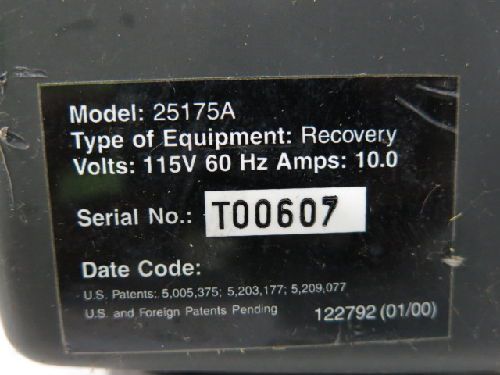 Model: 25175A
Type of Equipment: Recovery
Volts: 115V 60 Hz Amps: 10.0
Serial No.: T00607
Date Code:
U.S. Patents: 5,005,375; 5,203,177; 5,209,077
U.S. and Foreign Patents Pending
122792 (01/00)